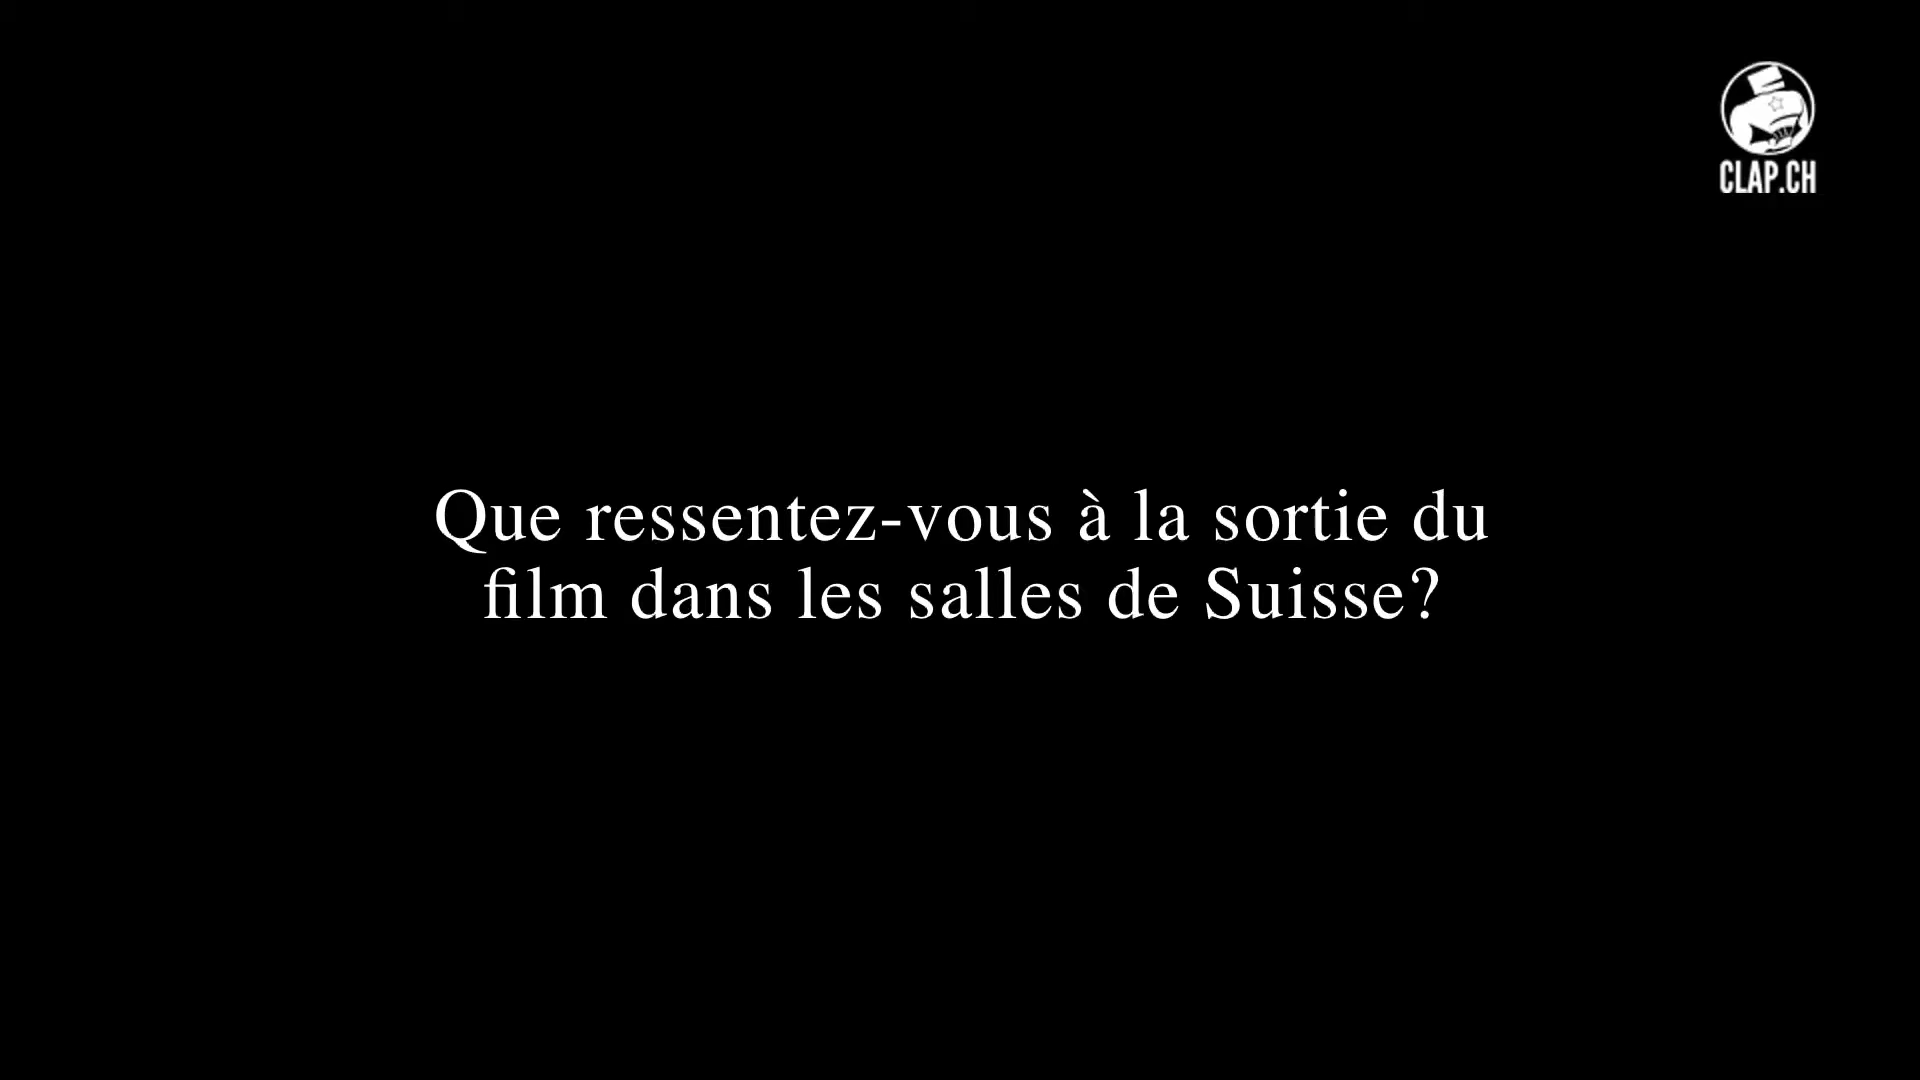 CLAP.CH
Que ressentez-vous à la sortie du
film dans les salles de Suisse?